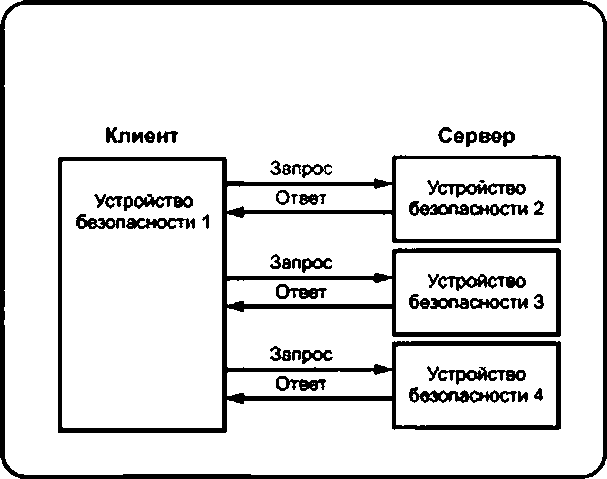 Клиент
Сервер
Устройство
безопасности 1
Запрос
Ответ
Устройство
безопасности 2
Запрос
Ответ
Устройство
безопасности 3
Запрос
Ответ
Устройство
безопасности 4